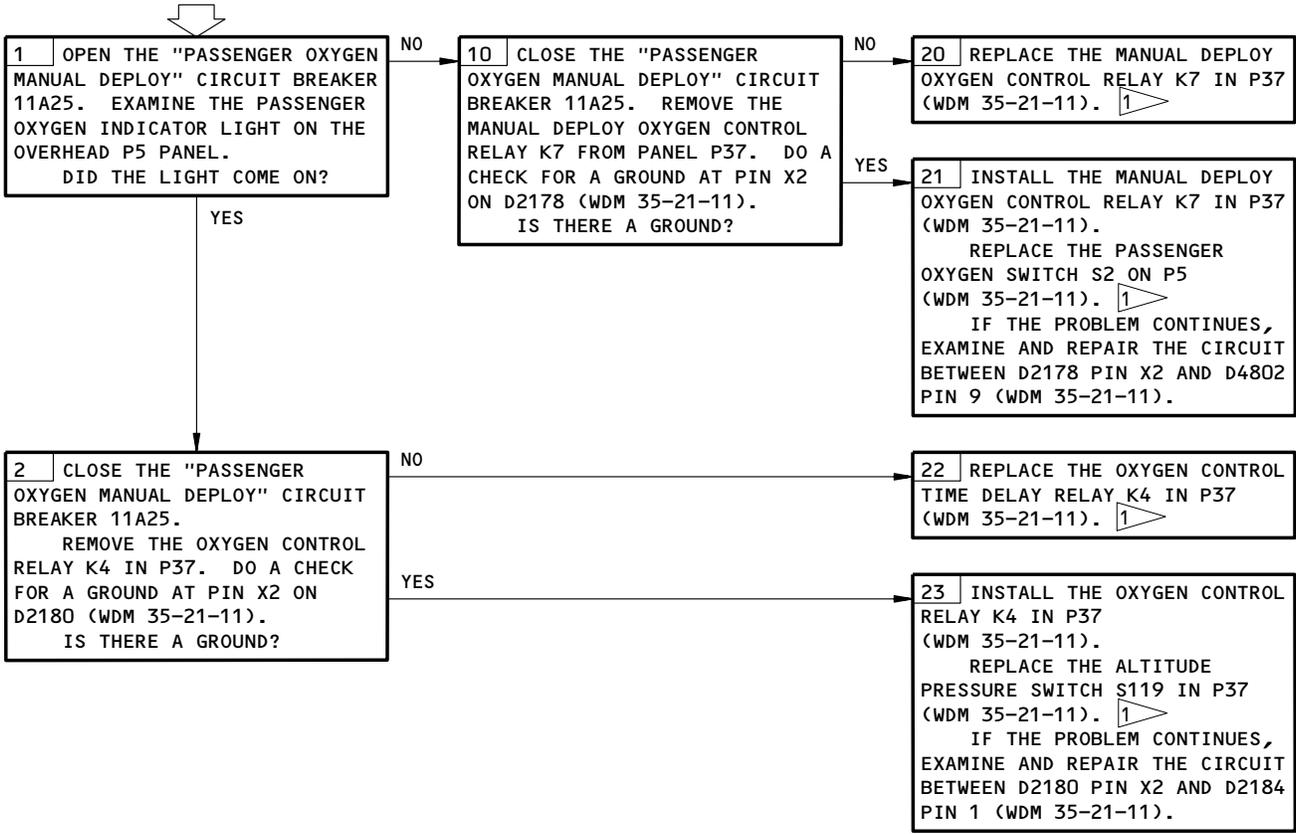 1 OPEN THE "PASSENGER OXYGEN
MANUAL DEPLOY" CIRCUIT BREAKER
11A25. EXAMINE THE PASSENGER
OXYGEN INDICATOR LIGHT ON THE
OVERHEAD P5 PANEL.
DID THE LIGHT COME ON?
NO
YES
10 CLOSE THE "PASSENGER
OXYGEN MANUAL DEPLOY" CIRCUIT
BREAKER 11A25. REMOVE THE
MANUAL DEPLOY OXYGEN CONTROL
RELAY K7 FROM PANEL P37. DO A
CHECK FOR A GROUND AT PIN X2
ON D2178 (WDM 35-21-11).
IS THERE A GROUND?
NO
YES
20 REPLACE THE MANUAL DEPLOY
OXYGEN CONTROL RELAY K7 IN P37
(WDM 35-21-11). 1
21 INSTALL THE MANUAL DEPLOY
OXYGEN CONTROL RELAY K7 IN P37
(WDM 35-21-11).
REPLACE THE PASSENGER
OXYGEN SWITCH S2 ON P5
(WDM 35-21-11). 1
IF THE PROBLEM CONTINUES,
EXAMINE AND REPAIR THE CIRCUIT
BETWEEN D2178 PIN X2 AND D4802
PIN 9 (WDM 35-21-11).
2 CLOSE THE "PASSENGER
OXYGEN MANUAL DEPLOY" CIRCUIT
BREAKER 11A25.
REMOVE THE OXYGEN CONTROL
RELAY K4 IN P37. DO A CHECK
FOR A GROUND AT PIN X2 ON
D2180 (WDM 35-21-11).
IS THERE A GROUND?
NO
YES
22 REPLACE THE OXYGEN CONTROL
TIME DELAY RELAY K4 IN P37
(WDM 35-21-11). 1
23 INSTALL THE OXYGEN CONTROL
RELAY K4 IN P37
(WDM 35-21-11).
REPLACE THE ALTITUDE
PRESSURE SWITCH S119 IN P37
(WDM 35-21-11). 1
IF THE PROBLEM CONTINUES,
EXAMINE AND REPAIR THE CIRCUIT
BETWEEN D2180 PIN X2 AND D2184
PIN 1 (WDM 35-21-11).